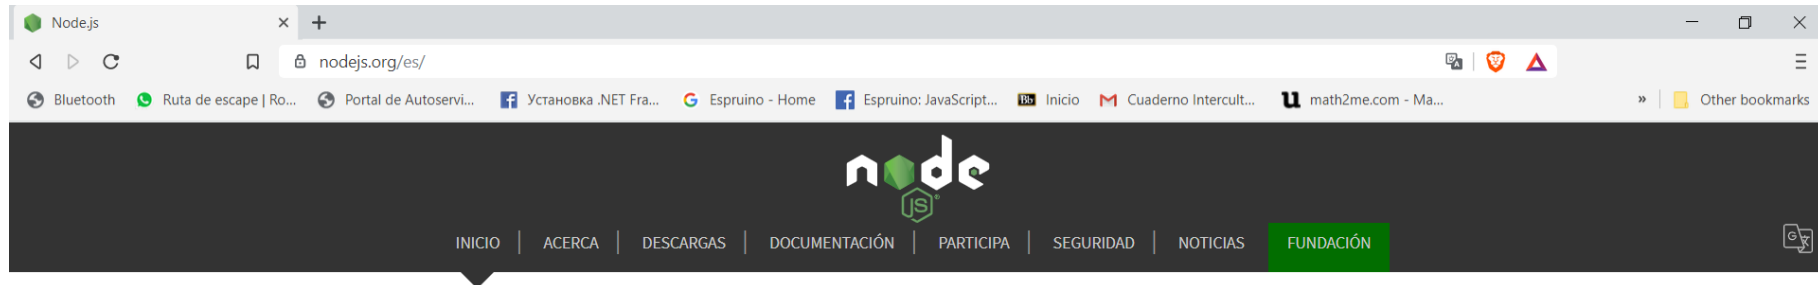 Node.js
nodejs.org/es/
Bluetooth Ruta de escape | Ro... Portal de Autoservi... Установка .NET Fra... Espruino - Home Espruino: JavaScript... Bb Inicio Cuaderno Intercult... math2me.com - Ma... » Other bookmarks
node
JS
INICIO | ACERCA | DESCARGAS | DOCUMENTACIÓN | PARTICIPA | SEGURIDAD | NOTICIAS FUNDACIÓN